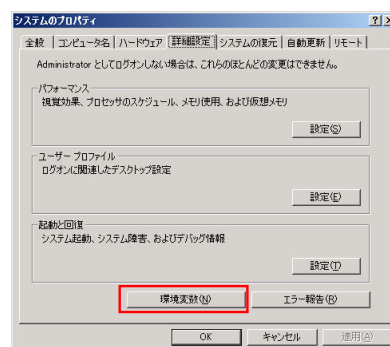 システムのプロパティ
全般 コンピュータ名 ハードウェア 詳細設定 システムの復元 自動更新 リモート
Administrator としてログオンしない場合は、これらのほとんどの変更はできません。
パフォーマンス
視覚効果、プロセッサのスケジュール、メモリ使用、および仮想メモリ
設定(S)
ユーザー プロファイル
ログオンに関連したデスクトップ設定
設定(E)
起動と回復
システム起動、システム障害、およびデバッグ情報
設定(T)
環境変数(N) エラー報告(R)
OK キャンセル 適用(A)